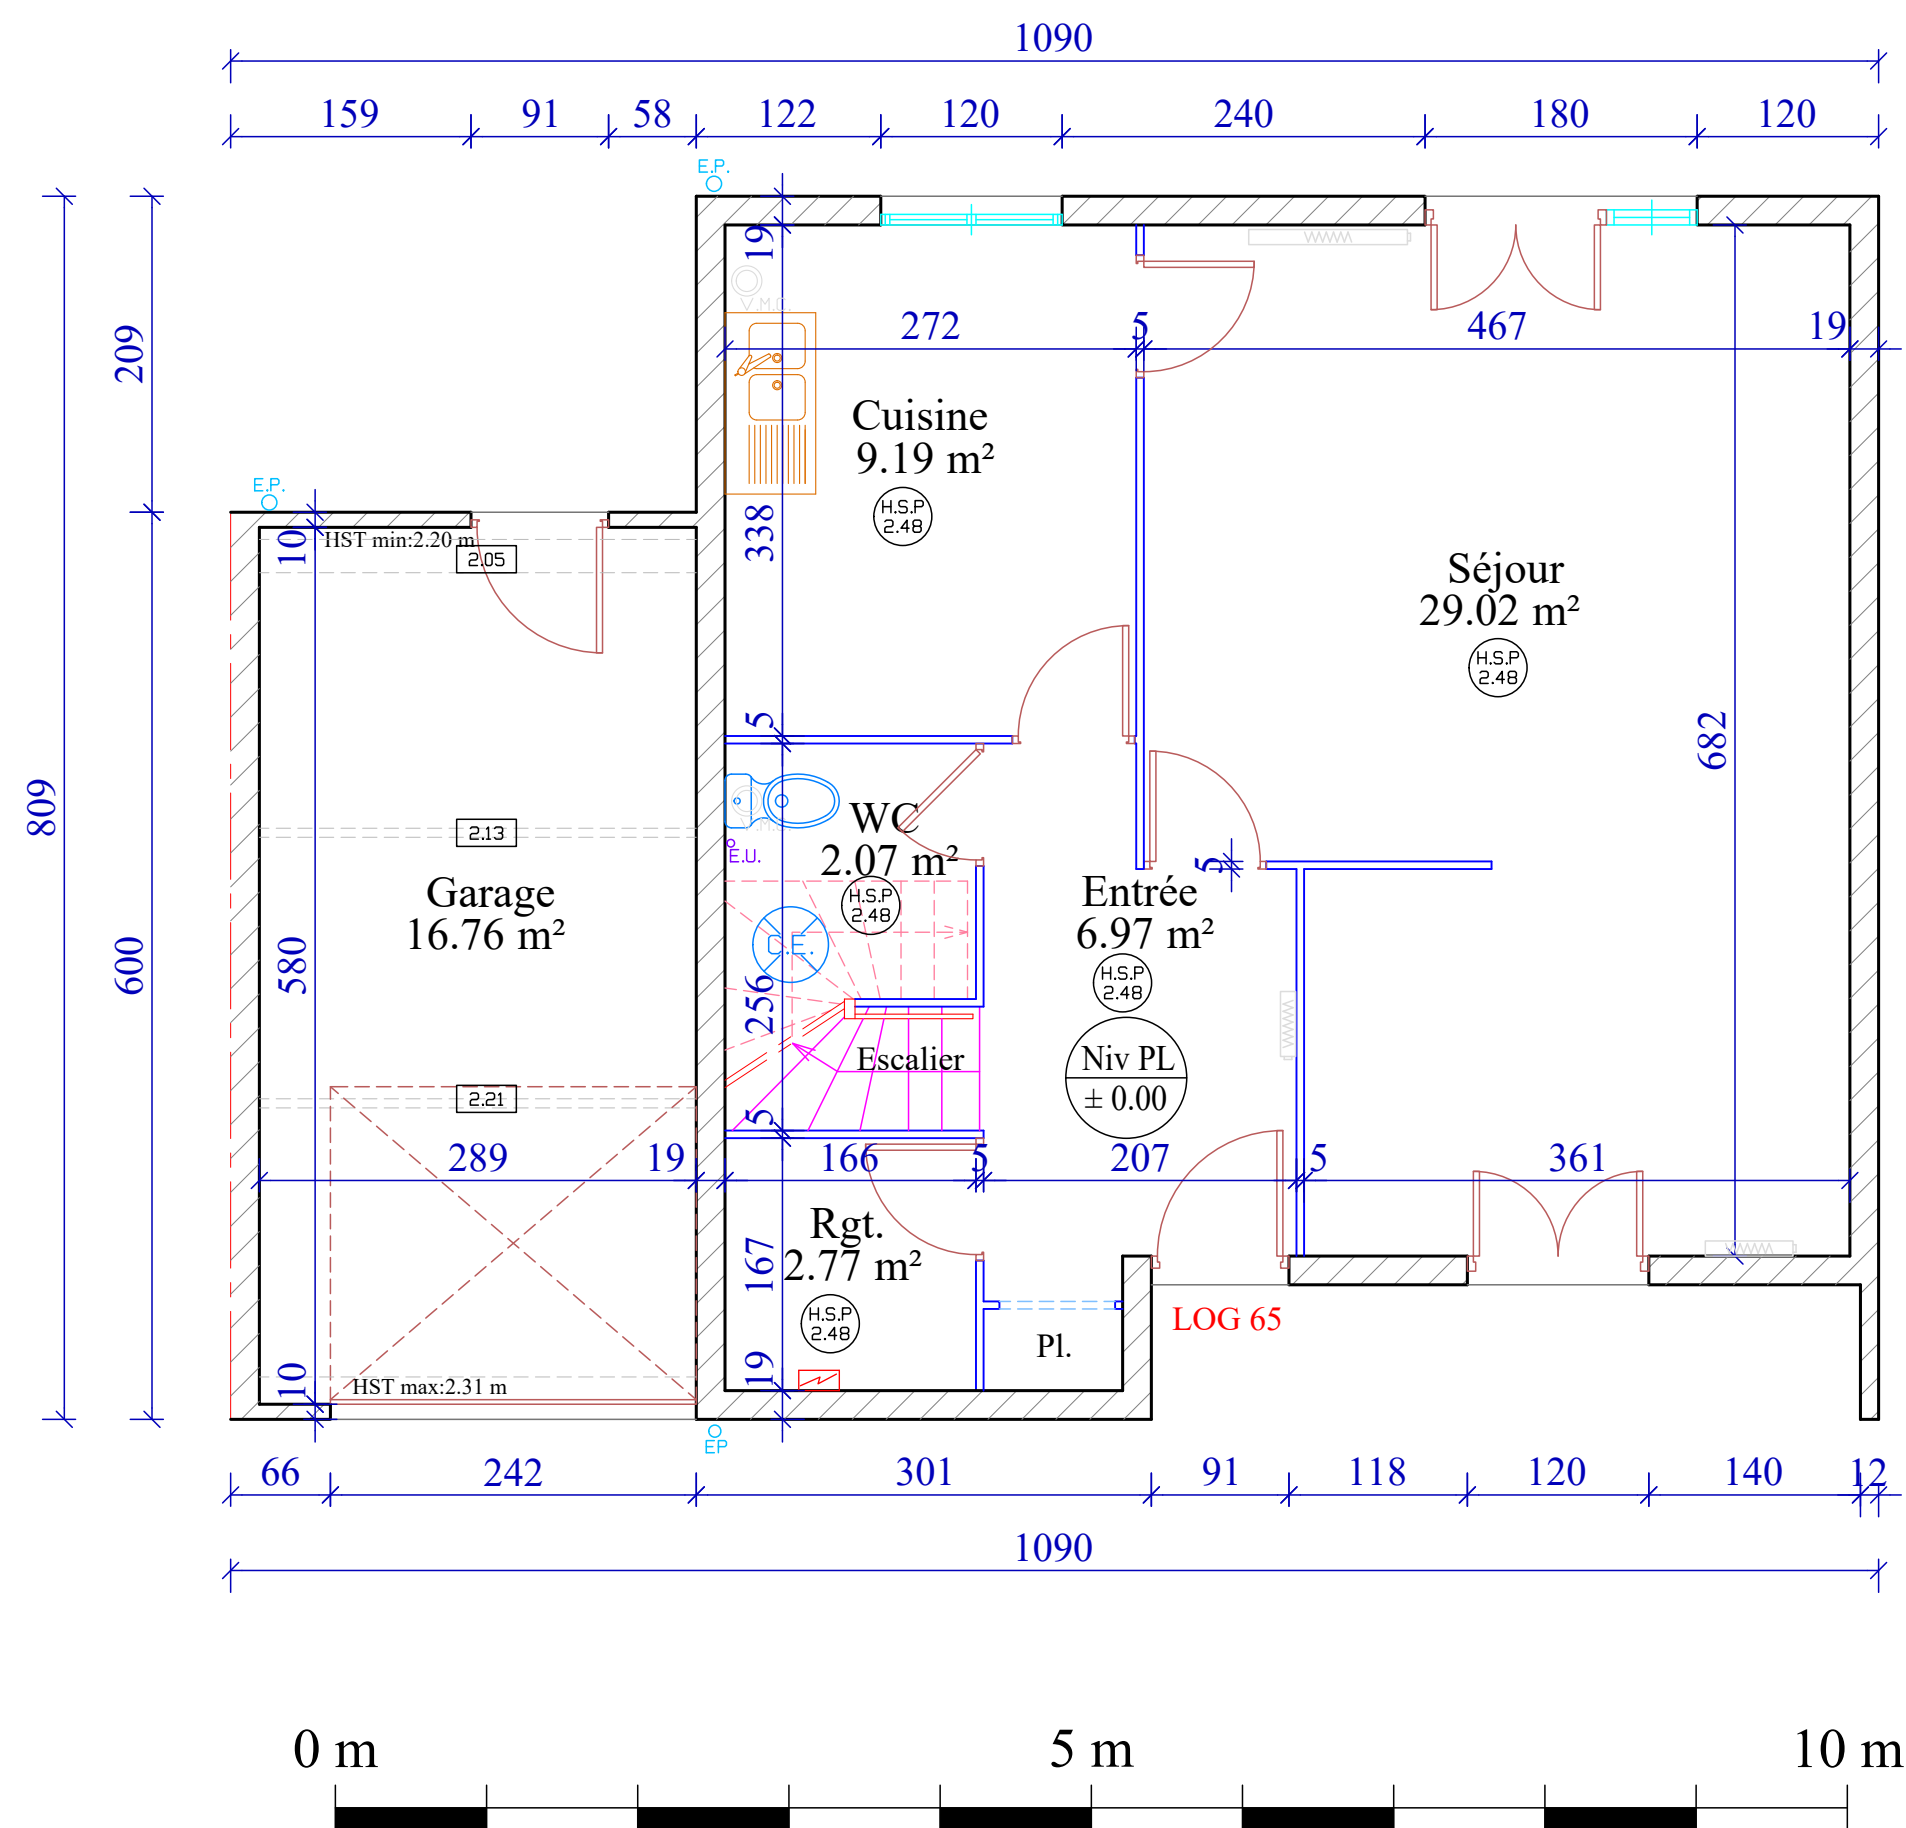 1090
159 91 58 122 120 240 180 120
E.P.
19
V.M.C.
209
272 5 467 19
Cuisine
9.19 m²
H.S.P
2.48
E.P.
10
HST min:2.20 m
2.05
338
Séjour
29.02 m²
H.S.P
2.48
5
682
809
2.13
WC
2.07 m²
V.M.C.
E.U.
H.S.P
2.48
5
Garage
16.76 m²
Entrée
6.97 m²
H.S.P
2.48
600
580
C.E.
256
Escalier
Niv PL
± 0.00
2.21
5
289 19 166 5 207 5 361
Rgt.
2.77 m²
167
H.S.P
2.48
LOG 65
Pl.
10
HST max:2.31 m
19
EP
66 242 301 91 118 120 140 12
1090
0 m 5 m 10 m